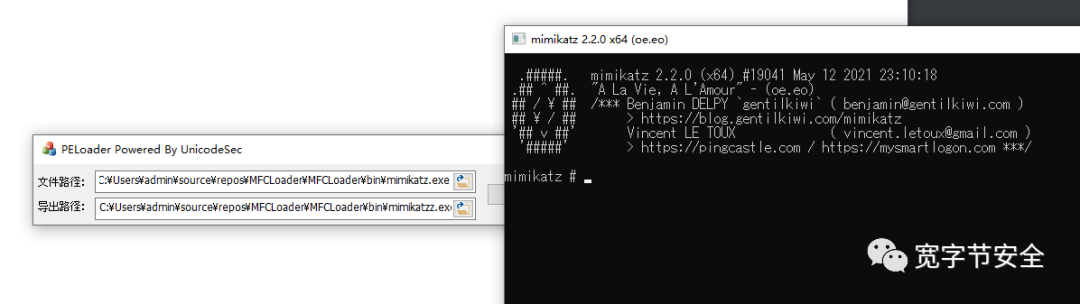 mimikatz 2.2.0 x64 (oe.eo)
.#####.   mimikatz 2.2.0 (x64) #19041 May 12 2021 23:10:18
.## ^ ##.  "A La Vie, A L'Amour" - (oe.eo)
## / ¥ ##  /*** Benjamin DELPY `gentilkiwi` ( benjamin@gentilkiwi.com )
## ¥ / ##       > https://blog.gentilkiwi.com/mimikatz
'## v ##'       Vincent LE TOUX             ( vincent.letoux@gmail.com )
'#####'        > https://pingcastle.com / https://mysmartlogon.com ***/
mimikatz #
PELoader Powered By UnicodeSec
文件路径: C:¥Users¥admin¥source¥repos¥MFCLoader¥MFCLoader¥bin¥mimikatz.exe
导出路径: C:¥Users¥admin¥source¥repos¥MFCLoader¥MFCLoader¥bin¥mimikatzz.exe
宽字节安全